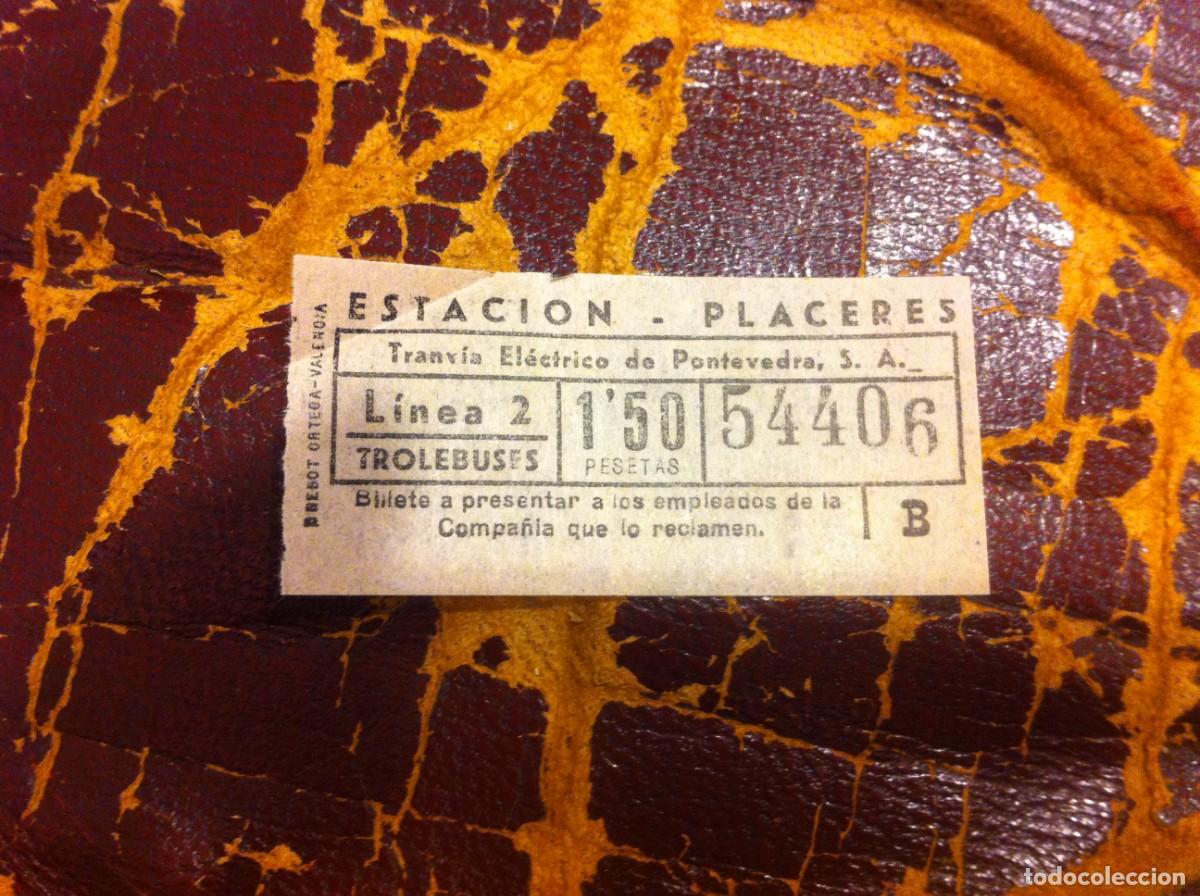 ESTACION - PLACERES
Tranvía Eléctrico de Pontevedra, S. A._
Línea 2
TROLEBUSES
1'50
PESETAS
54406
Billete a presentar a los empleados de la
Compañia que lo reclamen.
B
ORTEGA-VALENCIA
todocoleccion